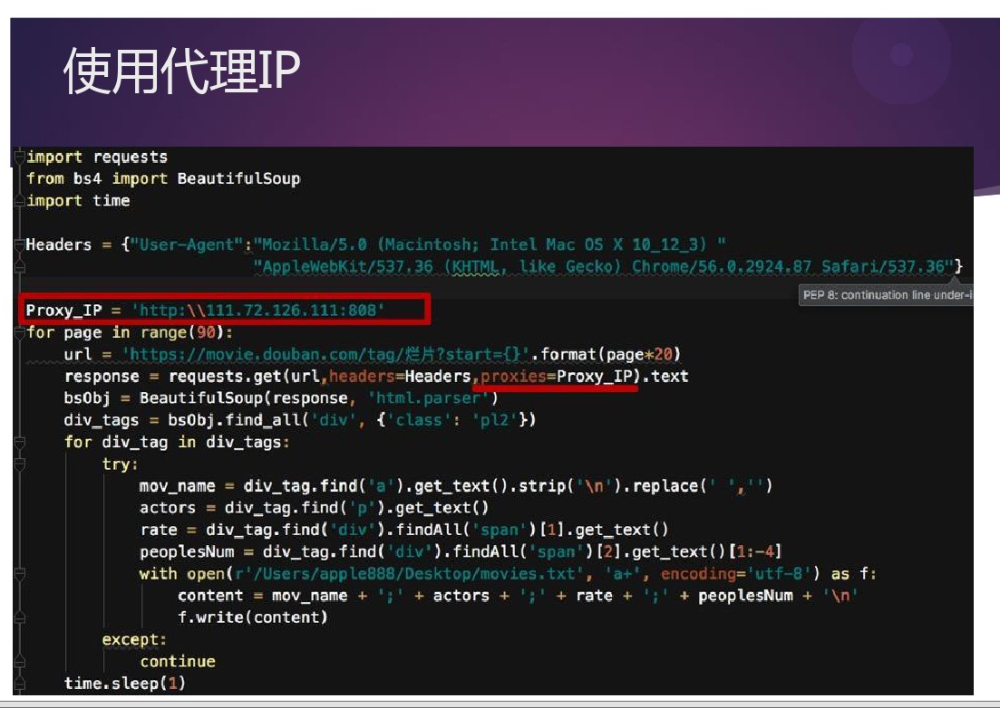 使用代理IP
import requests
from bs4 import BeautifulSoup
import time
Headers = {"User-Agent":"Mozilla/5.0 (Macintosh; Intel Mac OS X 10_12_3) "
"AppleWebKit/537.36 (KHTML, like Gecko) Chrome/56.0.2924.87 Safari/537.36"}
PEP 8: continuation line under-i
Proxy_IP = 'http:\\111.72.126.111:808'
for page in range(90):
url = 'https://movie.douban.com/tag/烂片?start={}'.format(page*20)
response = requests.get(url,headers=Headers,proxies=Proxy_IP).text
bsObj = BeautifulSoup(response, 'html.parser')
div_tags = bsObj.find_all('div', {'class': 'pl2'})
for div_tag in div_tags:
try:
mov_name = div_tag.find('a').get_text().strip('\n').replace(' ','')
actors = div_tag.find('p').get_text()
rate = div_tag.find('div').findAll('span')[1].get_text()
peoplesNum = div_tag.find('div').findAll('span')[2].get_text()[1:-4]
with open(r'/Users/apple888/Desktop/movies.txt', 'a+', encoding='utf-8') as f:
content = mov_name + ';' + actors + ';' + rate + ';' + peoplesNum + '\n'
f.write(content)
except:
continue
time.sleep(1)